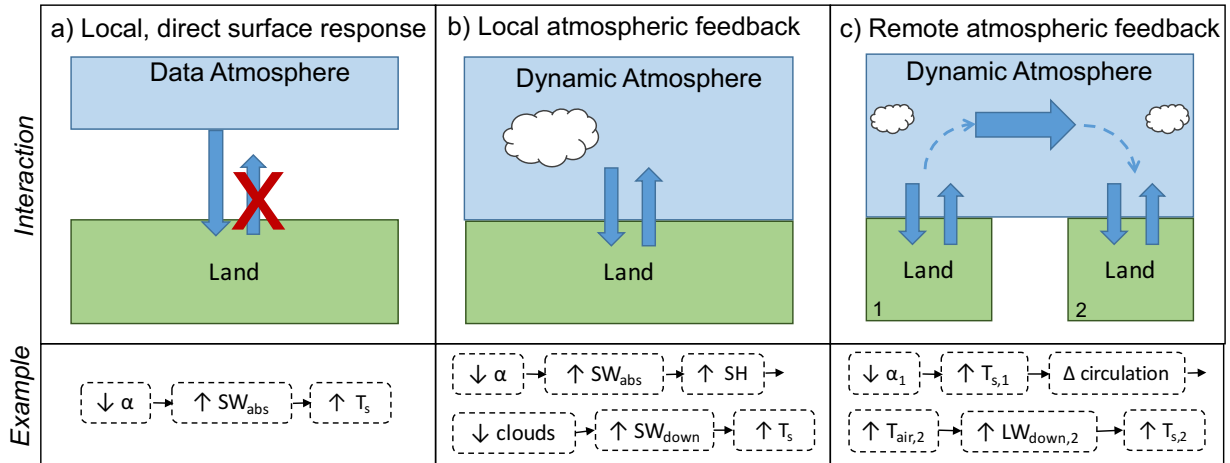 a) Local, direct surface response
b) Local atmospheric feedback
c) Remote atmospheric feedback
Interaction
Data Atmosphere
X
Land
Dynamic Atmosphere
Land
Dynamic Atmosphere
Land
1
Land
2
Example
↓ α → ↑ SWabs → ↑ Ts
↓ α → ↑ SWabs → ↑ SH →
↓ clouds → ↑ SWdown → ↑ Ts
↓ α1 → ↑ Ts,1 → Δ circulation →
↑ Tair,2 → ↑ LWdown,2 → ↑ Ts,2